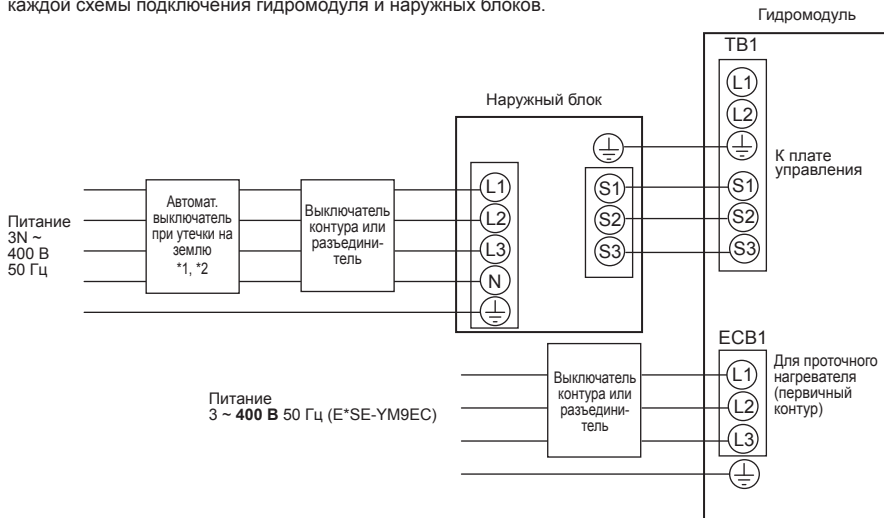 каждой схемы подключения гидромодуля и наружных блоков.
Гидромодуль
TB1
L1
L2
К плате
управления
S1
S2
S3
Наружный блок
L1
L2
L3
N
S1
S2
S3
Автомат.
выключатель
при утечки на
землю
*1, *2
Выключатель
контура или
разъедини-
тель
Питание
3N ~
400 В
50 Гц
ECB1
L1
L2
L3
Для проточного
нагревателя
(первичный
контур)
Выключатель
контура или
разъедини-
тель
Питание
3 ~ 400 В 50 Гц (E*SE-YM9EC)